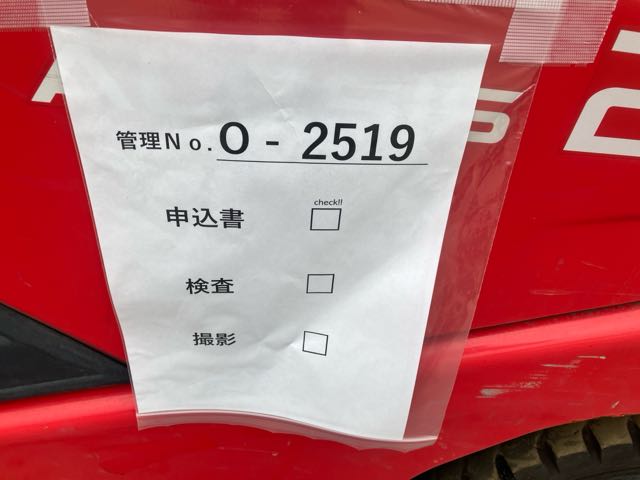 管理No.O - 2519
check!!
申込書 □
検査 □
撮影 □